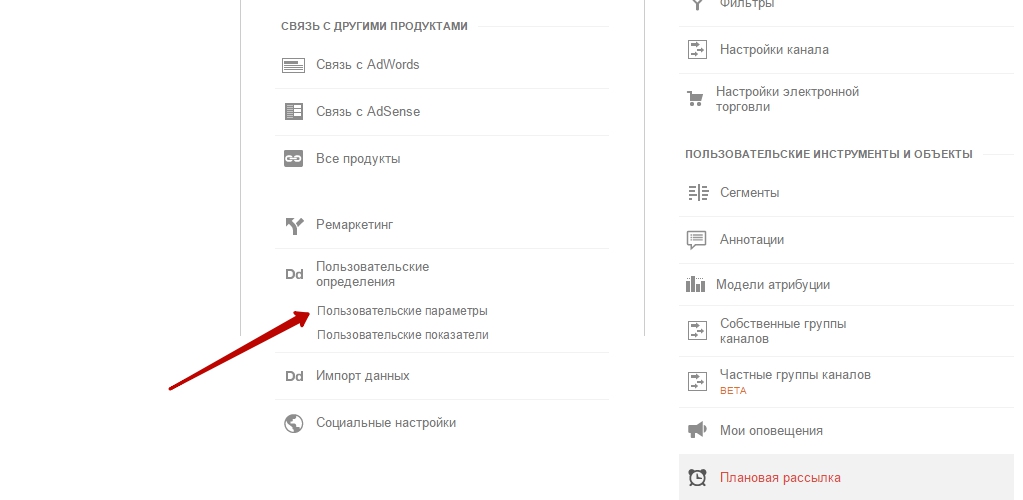 СВЯЗЬ С ДРУГИМИ ПРОДУКТАМИ
Связь с AdWords
Связь с AdSense
Все продукты
Ремаркетинг
Dd
Пользовательские
определения
Пользовательские параметры
Пользовательские показатели
Dd
Импорт данных
Социальные настройки
Фильтры
Настройки канала
Настройки электронной
торговли
ПОЛЬЗОВАТЕЛЬСКИЕ ИНСТРУМЕНТЫ И ОБЪЕКТЫ
Сегменты
Аннотации
Модели атрибуции
Собственные группы
каналов
Частные группы каналов
BETA
Мои оповещения
Плановая рассылка